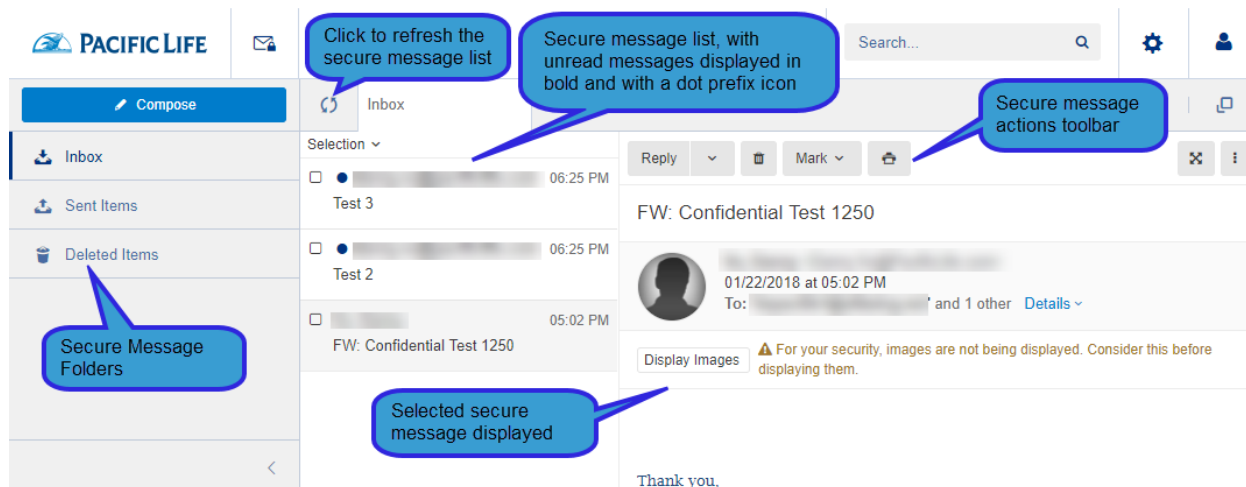 PACIFIC LIFE
Click to refresh the
secure message list
Secure message list, with
unread messages displayed in
bold and with a dot prefix icon
Search...
Compose
Inbox
Secure message
actions toolbar
Inbox
Sent Items
Deleted Items
Secure Message
Folders
Selection
06:25 PM
Test 3
06:25 PM
Test 2
05:02 PM
FW: Confidential Test 1250
Reply
Mark
FW: Confidential Test 1250
01/22/2018 at 05:02 PM
To: ' and 1 other Details
Display Images
For your security, images are not being displayed. Consider this before
displaying them.
Selected secure
message displayed
Thank you,